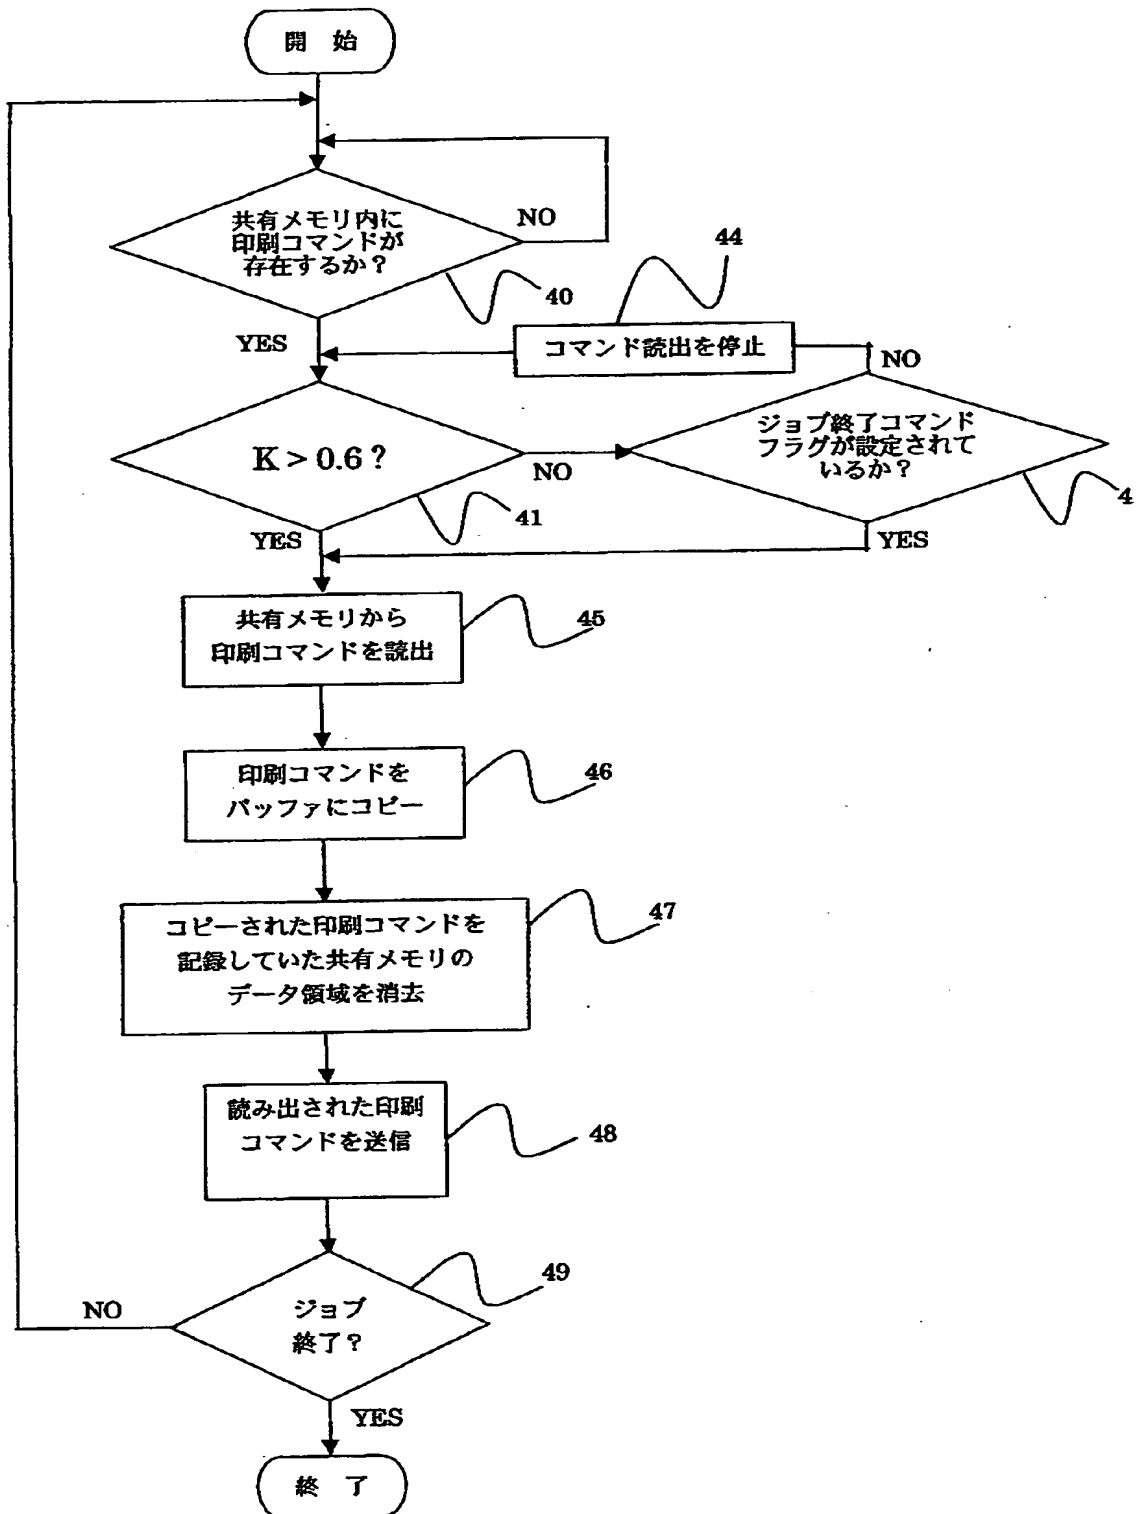 開 始
共有メモリ内に
印刷コマンドが
存在するか?
NO
40
YES
44
コマンド読出を停止
NO
K > 0.6 ?
NO
41
ジョブ終了コマンド
フラグが設定されて
いるか?
4
YES
YES
共有メモリから
印刷コマンドを読出
45
印刷コマンドを
バッファにコピー
46
コピーされた印刷コマンドを
記録していた共有メモリの
データ領域を消去
47
読み出された印刷
コマンドを送信
48
ジョブ
終了?
49
NO
YES
終 了